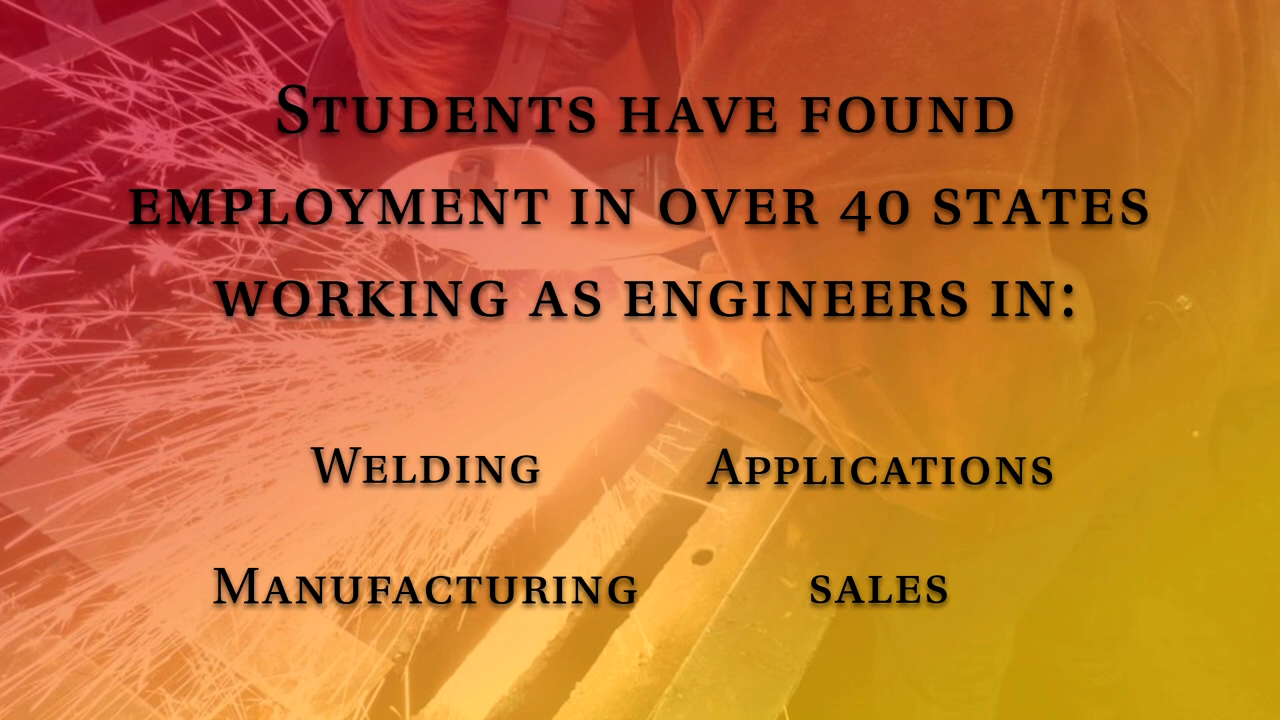 Students have found
employment in over 40 states
working as engineers in:
Welding
Applications
Manufacturing
sales